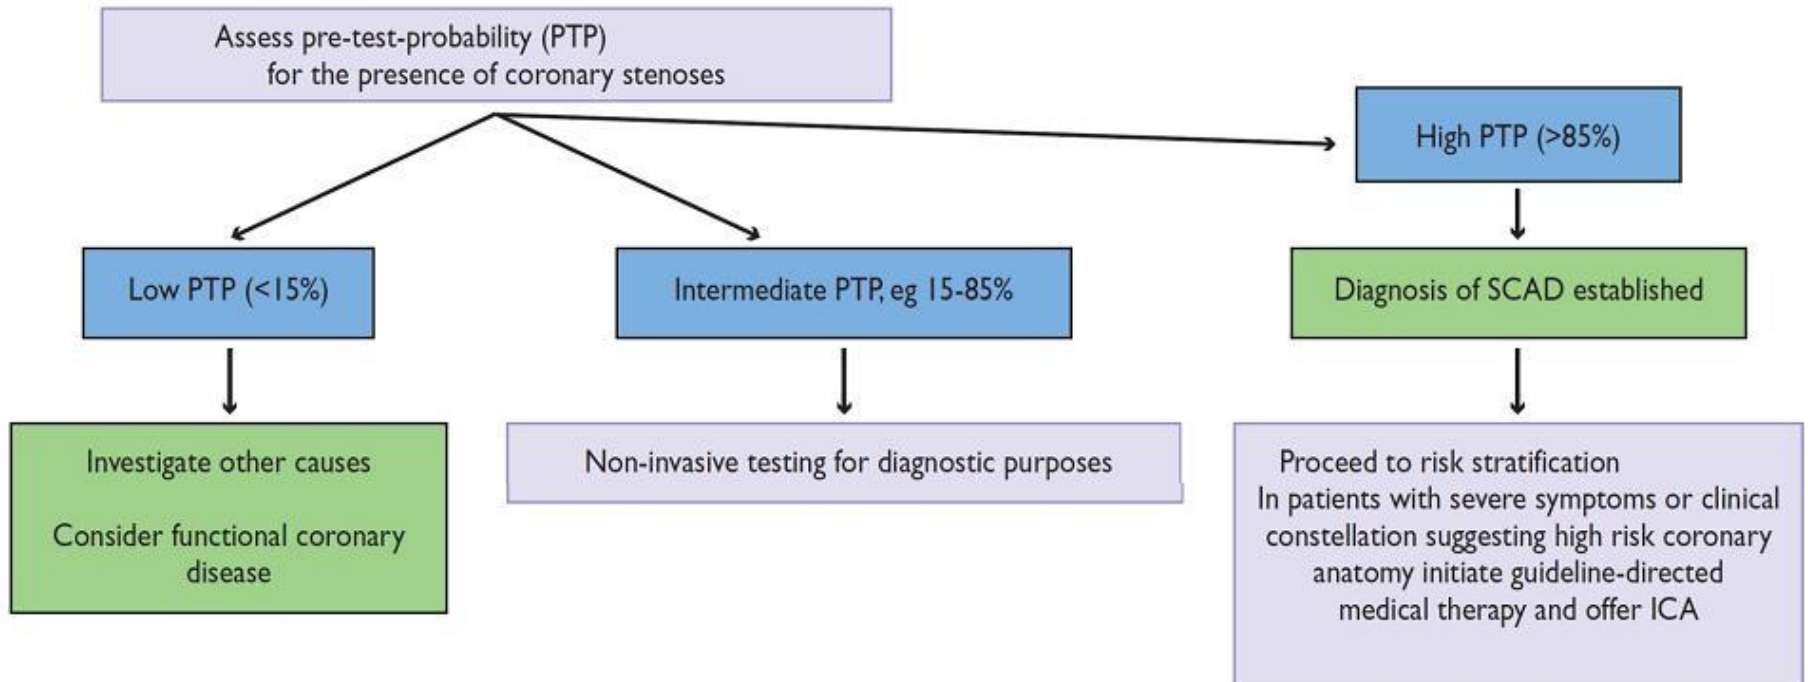 Assess pre-test-probability (PTP)
for the presence of coronary stenoses
High PTP (>85%)
Low PTP (<15%)
Intermediate PTP, eg 15-85%
Diagnosis of SCAD established
Investigate other causes
Consider functional coronary
disease
Non-invasive testing for diagnostic purposes
Proceed to risk stratification
In patients with severe symptoms or clinical
constellation suggesting high risk coronary
anatomy initiate guideline-directed
medical therapy and offer ICA